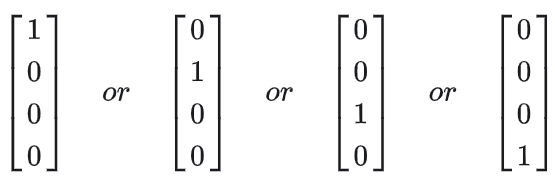 1 0 0 0
0 1 0 0
or or or
0 0 1 0
0 0 0 1